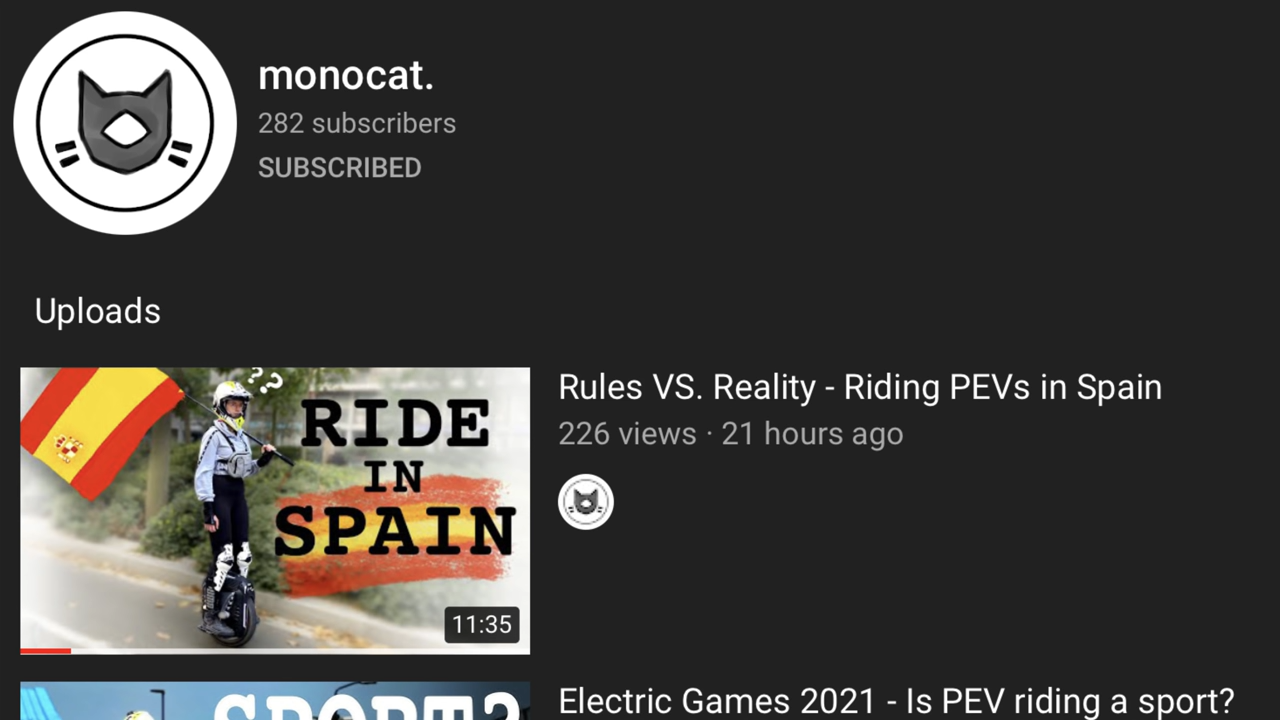 monocat.
282 subscribers
SUBSCRIBED
Uploads
??
RIDE
IN
SPAIN
11:35
Rules VS. Reality - Riding PEVs in Spain
226 views · 21 hours ago
SPORT?
Electric Games 2021 - Is PEV riding a sport?